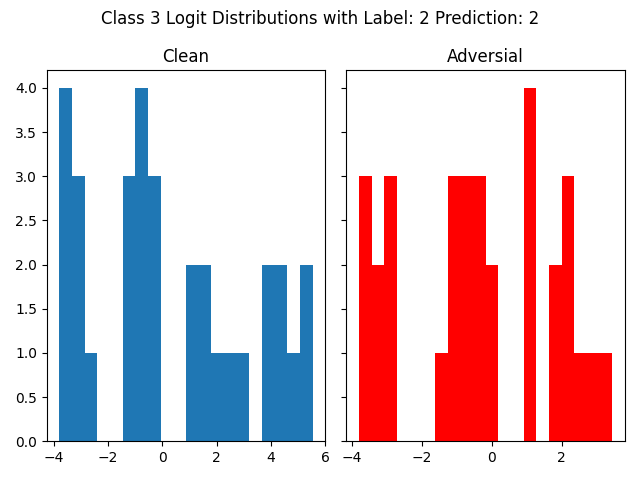 Class 3 Logit Distributions with Label: 2 Prediction: 2
Clean
Adversial
4.0
3.5
3.0
2.5
2.0
1.5
1.0
0.5
0.0
−4 −2 0 2 4 6
−4 −2 0 2